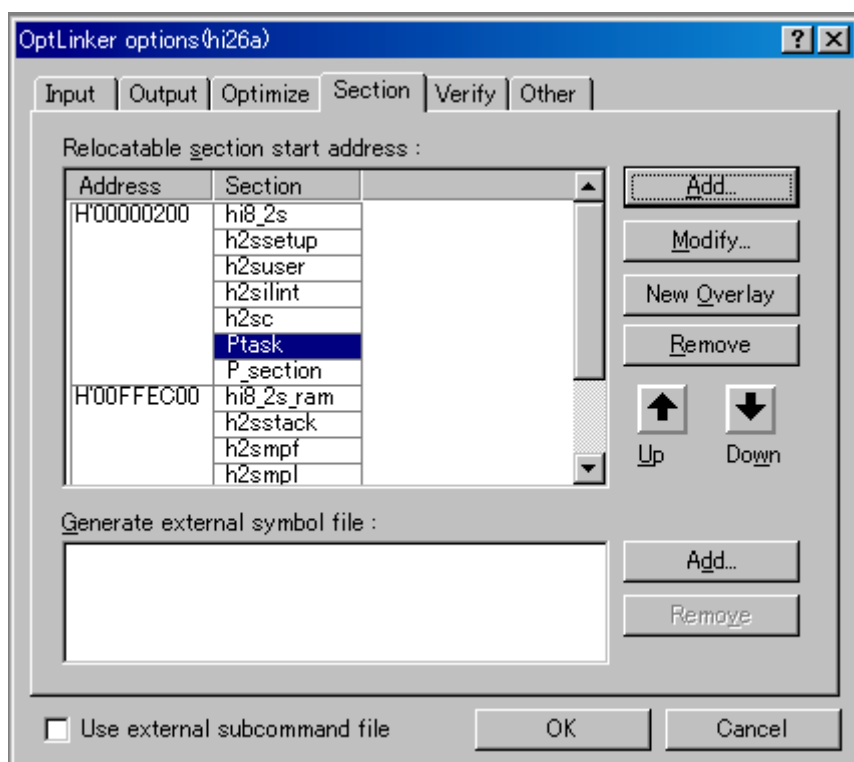 OptLinker options(hi26a)
Input Output Optimize Section Verify Other
Relocatable section start address :
Address Section
H'00000200 hi8_2s
h2ssetup
h2suser
h2silint
h2sc
Ptask
P_section
H'00FFEC00 hi8_2s_ram
h2sstack
h2smpf
h2smpl
Add...
Modify...
New Overlay
Remove
Up Down
Generate external symbol file :
Add...
Remove
Use external subcommand file
OK Cancel